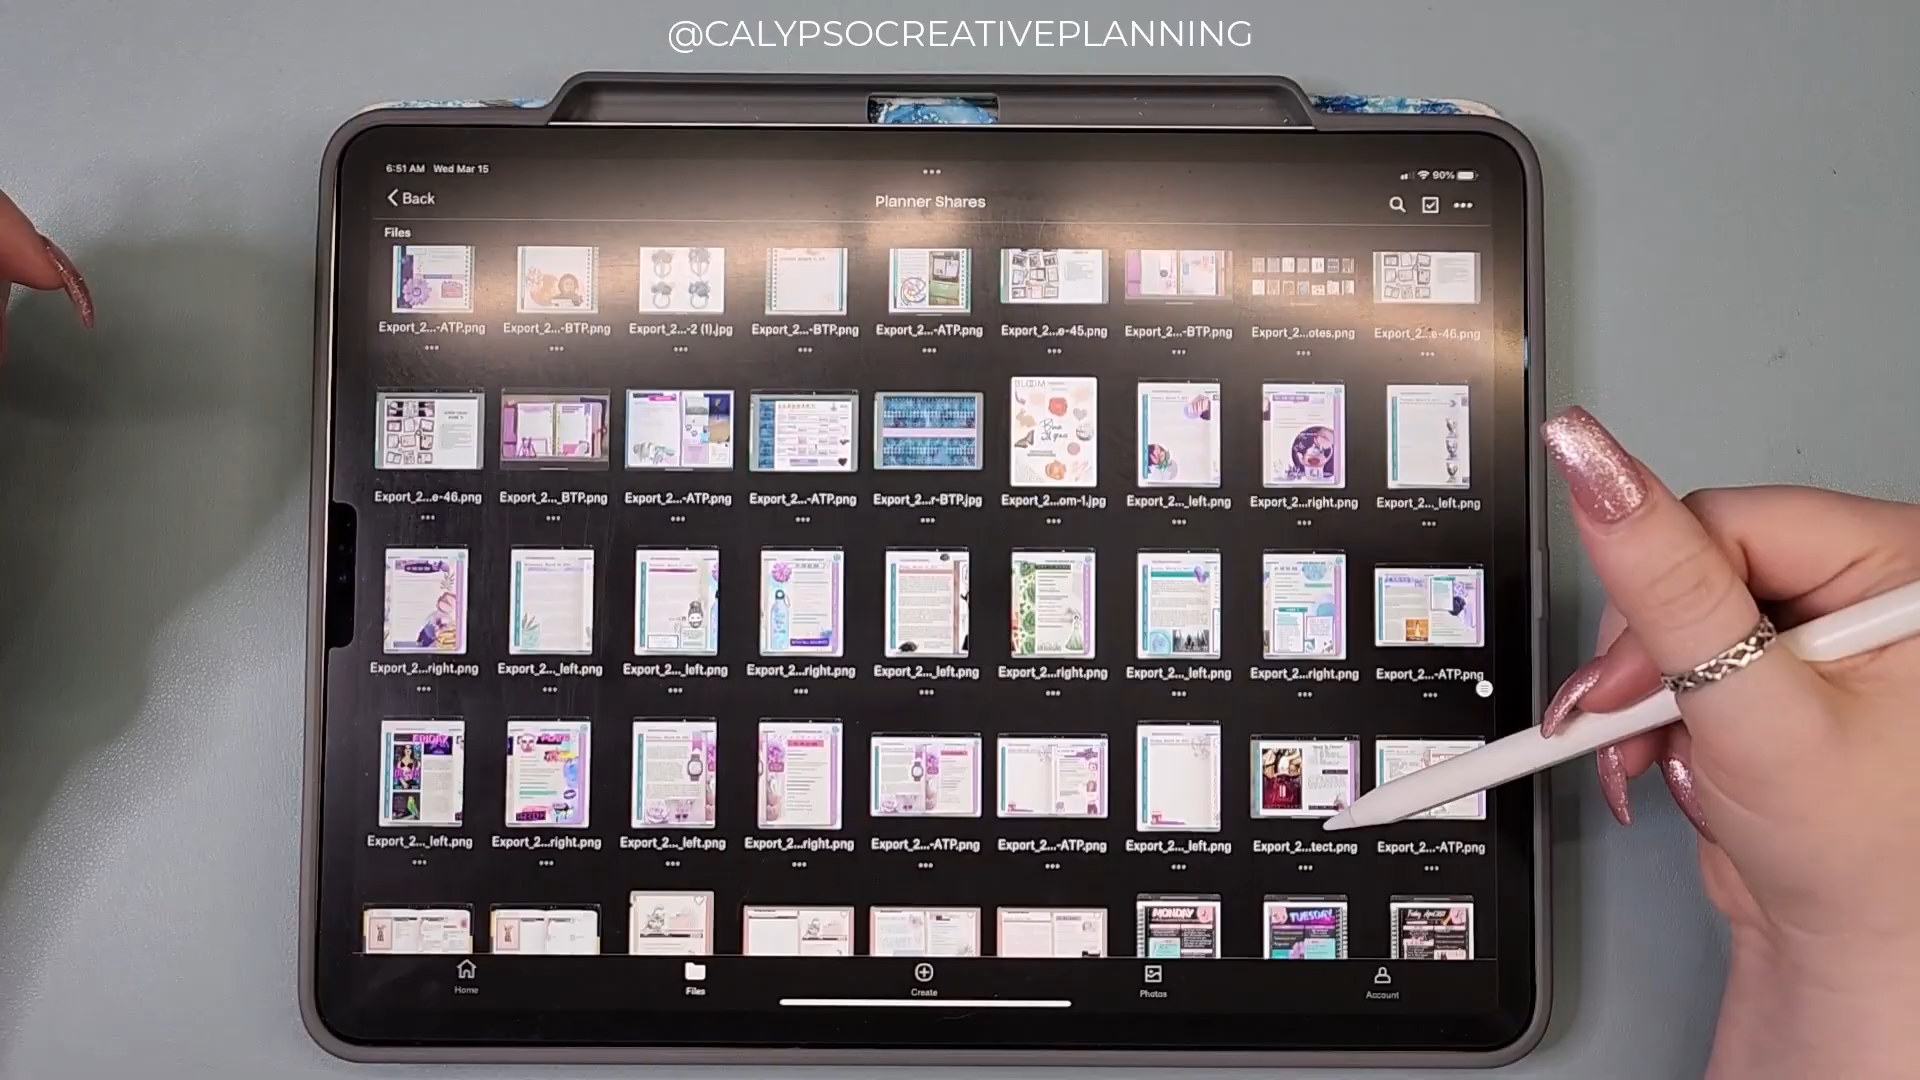 @CALYPSOCREATIVEPLANNING
6:51 AM Wed Mar 15
90%
Back
Planner Shares
Files
Export_2...-ATP.png Export_2...-BTP.png Export_2...-2 (1).jpg Export_2...-BTP.png Export_2...-ATP.png Export_2...e-45.png Export_2...-BTP.png Export_2...otes.png Export_2...e-46.png
BLOOM
Export_2...e-46.png Export_2..._BTP.png Export_2...-ATP.png Export_2...-ATP.png Export_2...r-BTP.jpg Export_2...om-1.jpg Export_2..._left.png Export_2...right.png Export_2..._left.png
Export_2...right.png Export_2..._left.png Export_2..._left.png Export_2...right.png Export_2..._left.png Export_2...right.png Export_2..._left.png Export_2...right.png Export_2...-ATP.png
FRIDAY
Export_2..._left.png Export_2...right.png Export_2..._left.png Export_2...right.png Export_2...-ATP.png Export_2...-ATP.png Export_2..._left.png Export_2...tect.png Export_2...-ATP.png
MONDAY TUESDAY
Home Files Create Photos Account